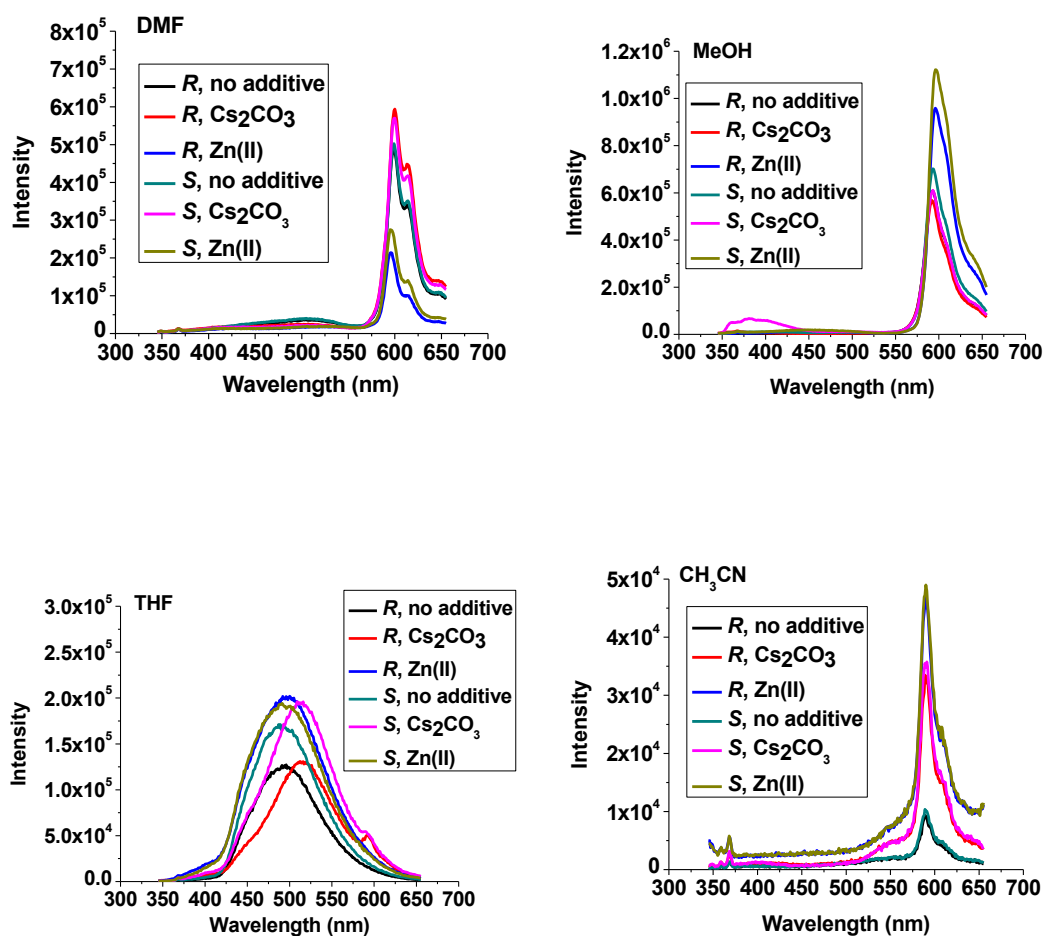 DMF
8x10⁵
7x10⁵
6x10⁵
5x10⁵
4x10⁵
3x10⁵
2x10⁵
1x10⁵
0
Intensity
R, no additive
R, Cs₂CO₃
R, Zn(II)
S, no additive
S, Cs₂CO₃
S, Zn(II)
300 350 400 450 500 550 600 650 700
Wavelength (nm)
MeOH
1.2x10⁶
1.0x10⁶
8.0x10⁵
6.0x10⁵
4.0x10⁵
2.0x10⁵
0.0
Intensity
R, no additive
R, Cs₂CO₃
R, Zn(II)
S, no additive
S, Cs₂CO₃
S, Zn(II)
300 350 400 450 500 550 600 650 700
Wavelength (nm)
THF
3.0x10⁵
2.5x10⁵
2.0x10⁵
1.5x10⁵
1.0x10⁵
5.0x10⁴
0.0
Intensity
R, no additive
R, Cs₂CO₃
R, Zn(II)
S, no additive
S, Cs₂CO₃
S, Zn(II)
300 350 400 450 500 550 600 650 700
Wavelength (nm)
CH₃CN
5x10⁴
4x10⁴
3x10⁴
2x10⁴
1x10⁴
0
Intensity
R, no additive
R, Cs₂CO₃
R, Zn(II)
S, no additive
S, Cs₂CO₃
S, Zn(II)
300 350 400 450 500 550 600 650 700
Wavelength (nm)